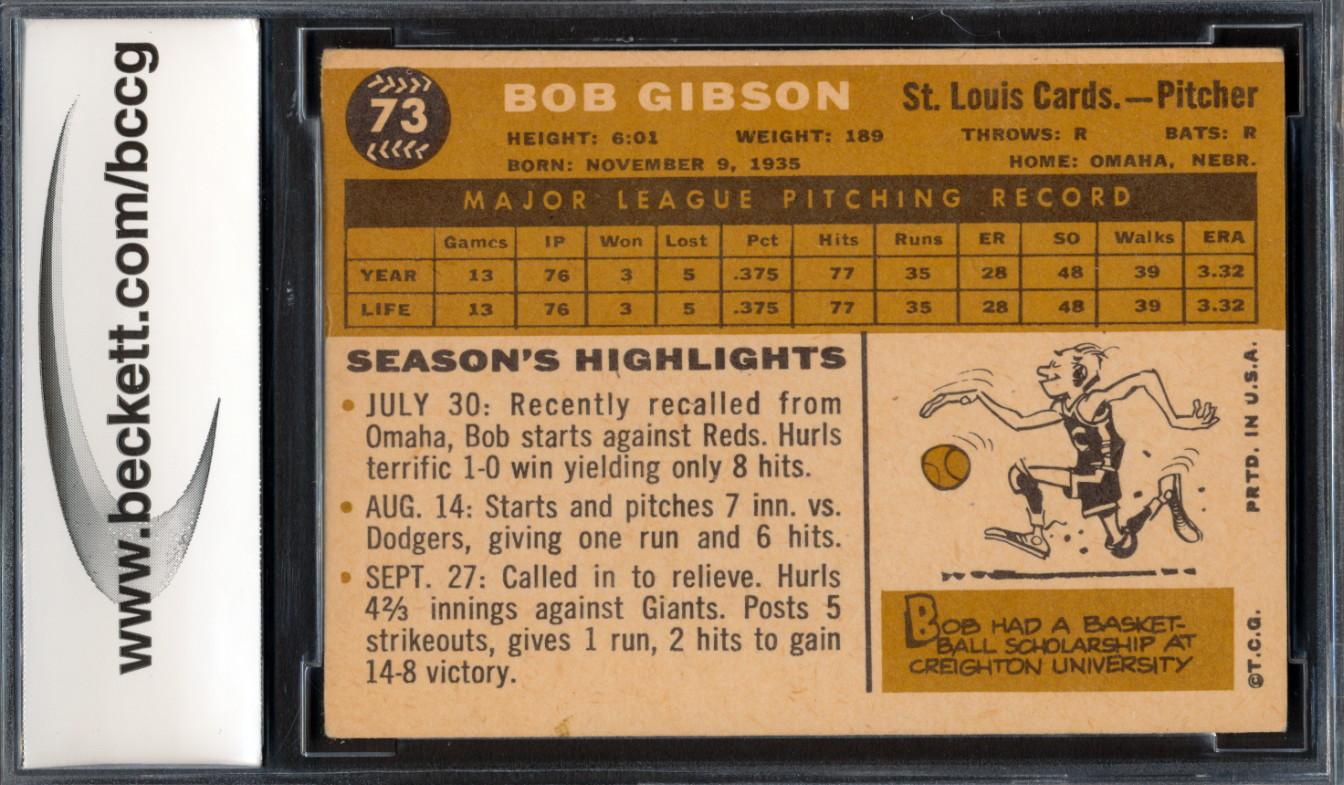 www.beckett.com/bccg
73
BOB GIBSON
St. Louis Cards.—Pitcher
HEIGHT: 6:01 WEIGHT: 189 THROWS: R BATS: R
BORN: NOVEMBER 9, 1935 HOME: OMAHA, NEBR.
MAJOR LEAGUE PITCHING RECORD
Games IP Won Lost Pct Hits Runs ER SO Walks ERA
YEAR 13 76 3 5 .375 77 35 28 48 39 3.32
LIFE 13 76 3 5 .375 77 35 28 48 39 3.32
SEASON'S HIGHLIGHTS
• JULY 30: Recently recalled from
Omaha, Bob starts against Reds. Hurls
terrific 1-0 win yielding only 8 hits.
• AUG. 14: Starts and pitches 7 inn. vs.
Dodgers, giving one run and 6 hits.
• SEPT. 27: Called in to relieve. Hurls
4⅔ innings against Giants. Posts 5
strikeouts, gives 1 run, 2 hits to gain
14-8 victory.
C
BOB HAD A BASKET-
BALL SCHOLARSHIP AT
CREIGHTON UNIVERSITY
©T.C.G. PRTD. IN U.S.A.